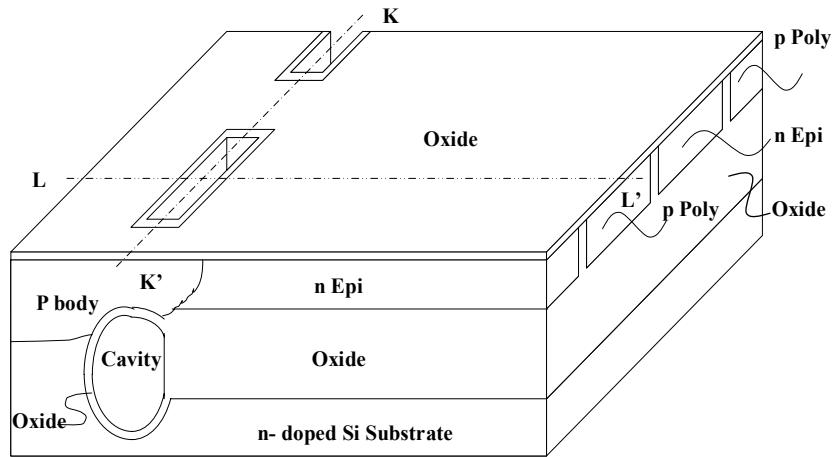 K
p Poly
Oxide
n Epi
L
L’
p Poly
Oxide
K’
n Epi
P body
Cavity
Oxide
Oxide
n- doped Si Substrate